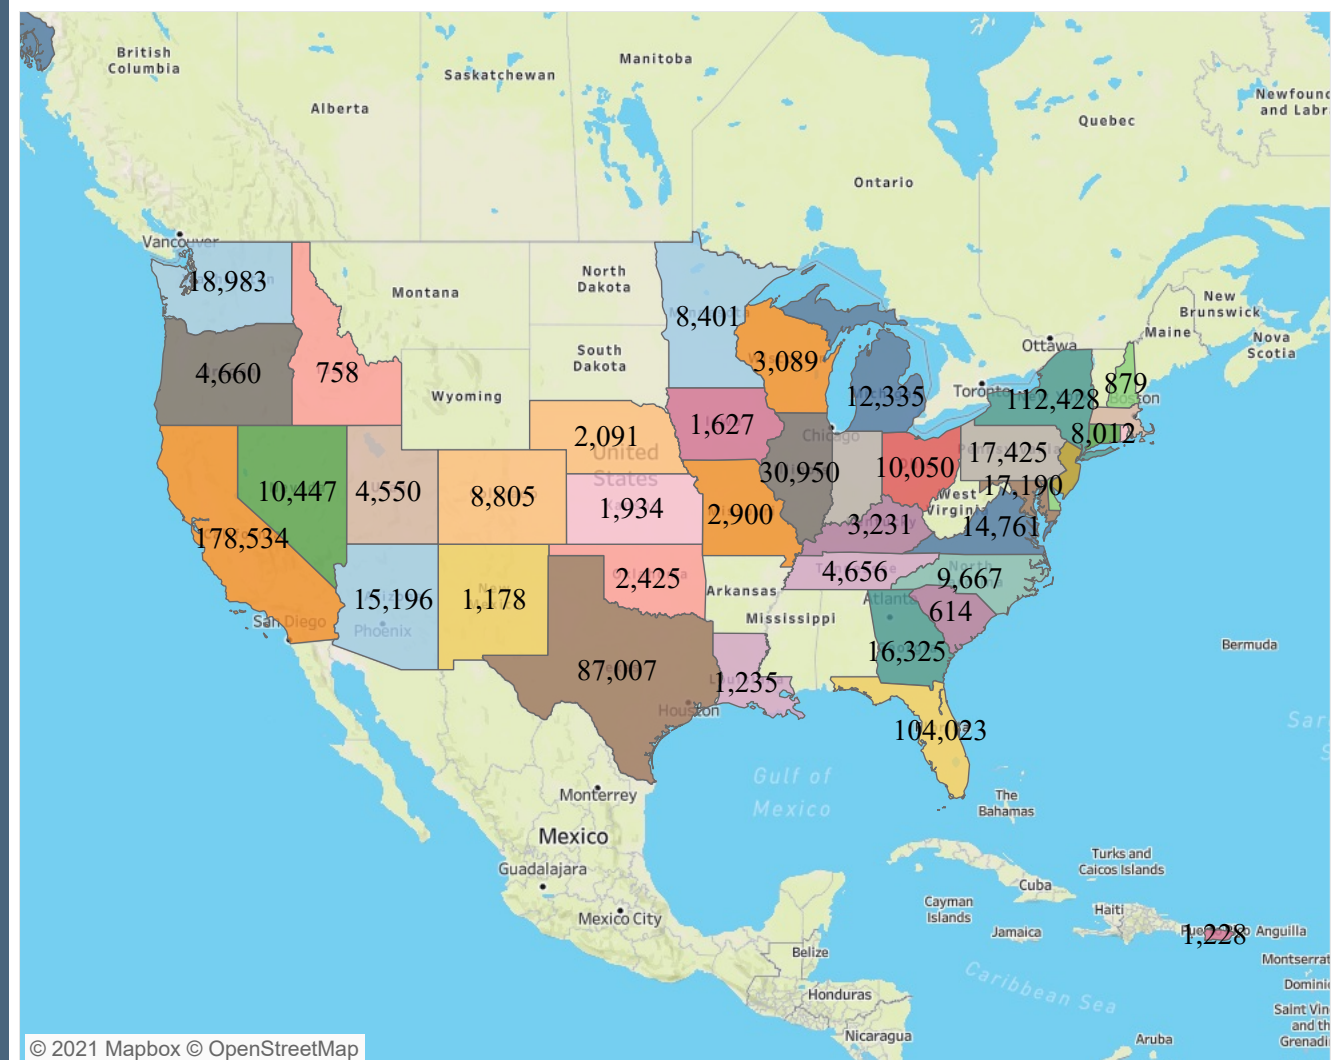 British
Columbia
Alberta
Saskatchewan
Manitoba
Ontario
Quebec
Newfound
and Labr
Vancouver
18,983
Montana
North
Dakota
8,401
New
Brunswick
Maine
Nova
Scotia
Ottawa
4,660
758
Wyoming
South
Dakota
3,089
12,335
Toronto
112,428
879
Boston
2,091
1,627
Chicago
8,012
United
States
10,447
4,550
8,805
1,934
2,900
30,950
10,050
17,425
17,190
West
Virginia
14,761
178,534
3,231
15,196
Phoenix
New
1,178
2,425
Arkansas
4,656
North
9,667
San Diego
Mississippi
Atlanta
614
16,325
87,007
1,235
Houston
104,023
Bermuda
Sar
S
Gulf of
Mexico
Monterrey
The
Bahamas
Mexico
Guadalajara
Turks and
Caicos Islands
Cuba
Mexico City
Cayman
Islands
Haiti
Jamaica
1,228
Anguilla
Belize
Montserrat
Caribbean Sea
Honduras
Domini
Saint Vin
and th
Grenadi
Nicaragua
Aruba
© 2021 Mapbox © OpenStreetMap